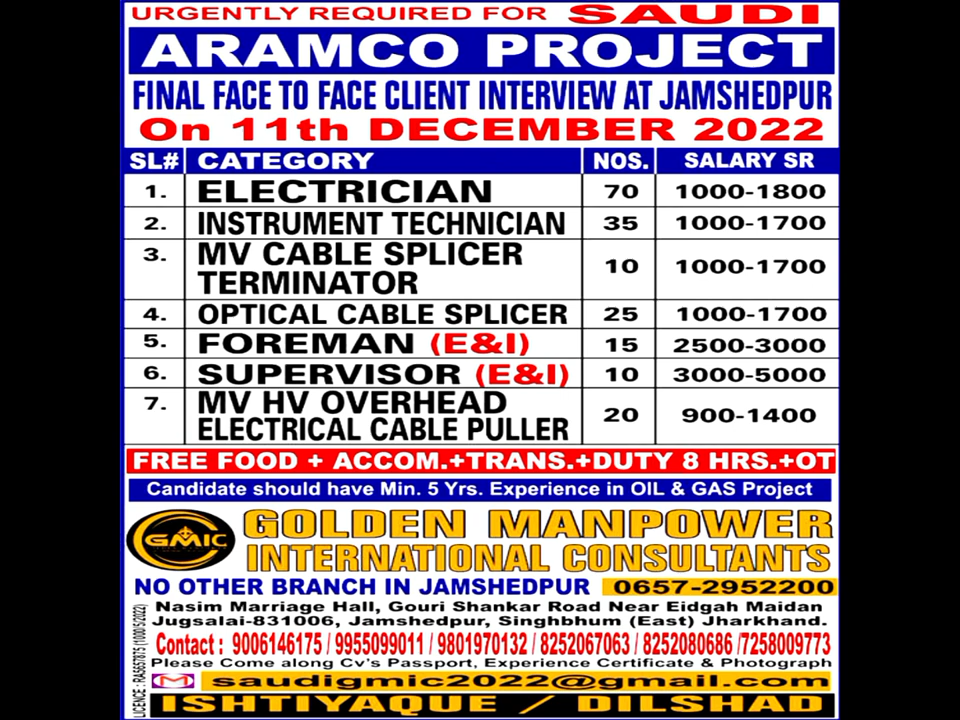 URGENTLY REQUIRED FOR SAUDI
ARAMCO PROJECT
FINAL FACE TO FACE CLIENT INTERVIEW AT JAMSHEDPUR
On 11th DECEMBER 2022
SL# CATEGORY NOS. SALARY SR
1. ELECTRICIAN 70 1000-1800
2. INSTRUMENT TECHNICIAN 35 1000-1700
3. MV CABLE SPLICER
TERMINATOR 10 1000-1700
4. OPTICAL CABLE SPLICER 25 1000-1700
5. FOREMAN (E&I) 15 2500-3000
6. SUPERVISOR (E&I) 10 3000-5000
7. MV HV OVERHEAD
ELECTRICAL CABLE PULLER 20 900-1400
FREE FOOD + ACCOM.+TRANS.+DUTY 8 HRS.+OT
Candidate should have Min. 5 Yrs. Experience in OIL & GAS Project
GMIC
GOLDEN MANPOWER
INTERNATIONAL CONSULTANTS
NO OTHER BRANCH IN JAMSHEDPUR 0657-2952200
Nasim Marriage Hall, Gouri Shankar Road Near Eidgah Maidan
Jugsalai-831006, Jamshedpur, Singhbhum (East) Jharkhand.
Contact : 9006146175 / 9955099011 / 9801970132 / 8252067063 / 8252080686 /7258009773
Please Come along Cv's Passport, Experience Certificate & Photograph
saudigmic2022@gmail.com
ISHTIYAQUE / DILSHAD
LICENCE : RA5657875 (1000/5/2022)